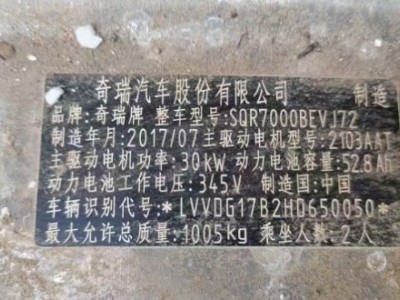 奇瑞汽车股份有限公司 制造
品牌:奇瑞牌 整车型号:SQR7000BEVJ72
制造年月:2017/07 主驱动电机型号:2103AAT
主驱动电机功率:30kW 动力电池容量:52.8Ah
动力电池工作电压:345V 制造国:中国
车辆识别代号:*LVVDG17B2HD650050*
最大允许总质量:1005kg 乘坐人数:2人